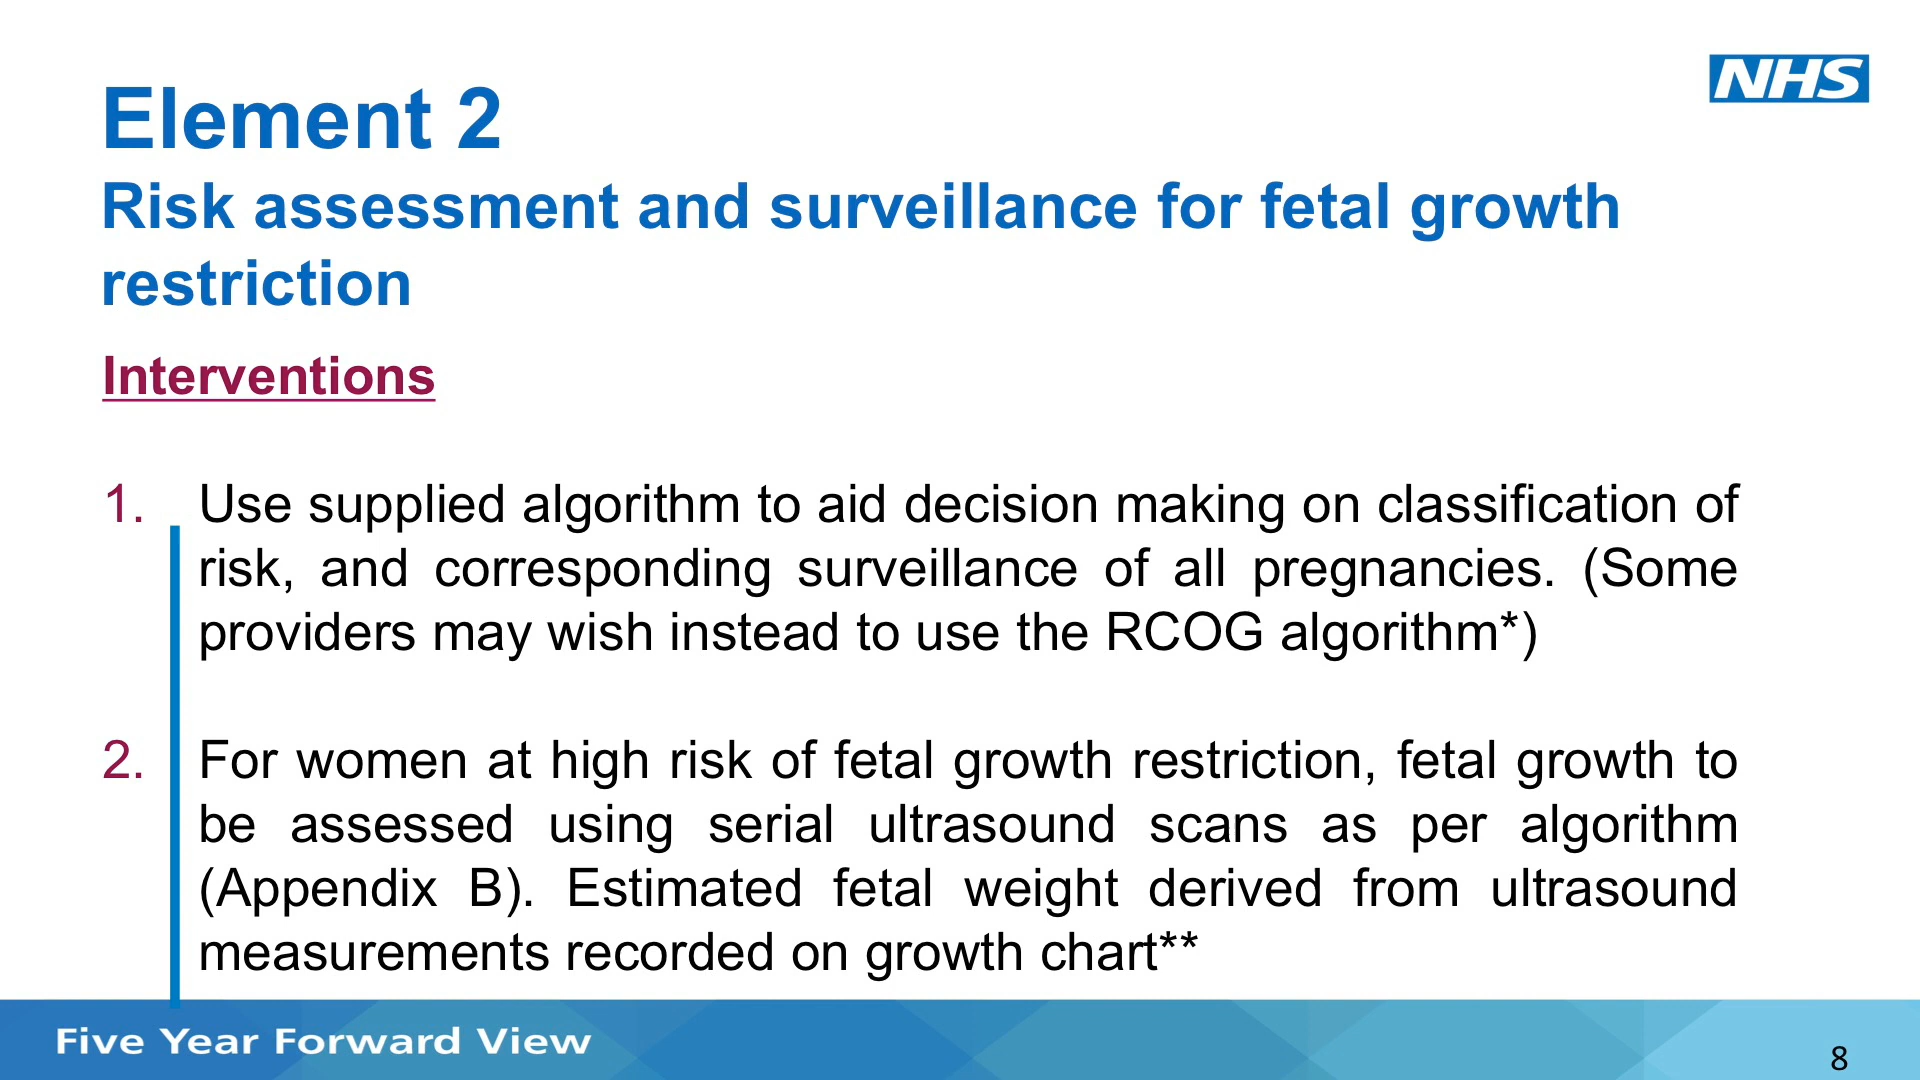 NHS
Element 2
Risk assessment and surveillance for fetal growth
restriction
Interventions
1. Use supplied algorithm to aid decision making on classification of
risk, and corresponding surveillance of all pregnancies. (Some
providers may wish instead to use the RCOG algorithm*)
2. For women at high risk of fetal growth restriction, fetal growth to
be assessed using serial ultrasound scans as per algorithm
(Appendix B). Estimated fetal weight derived from ultrasound
measurements recorded on growth chart**
Five Year Forward View
8